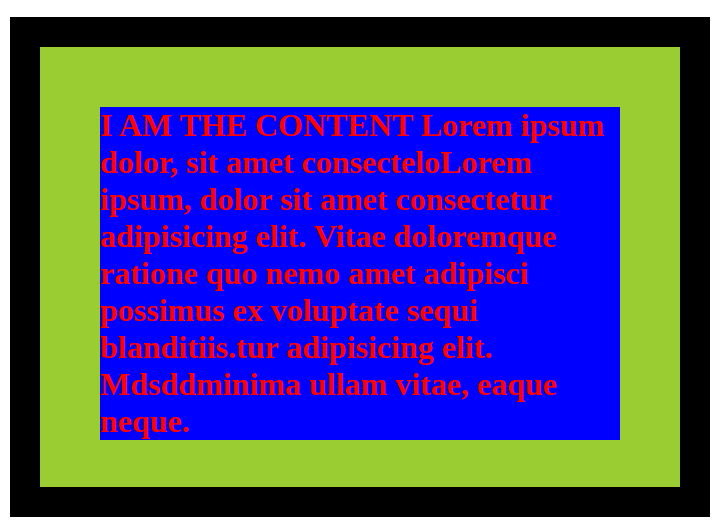 I AM THE CONTENT Lorem ipsum
dolor, sit amet consecteloLorem
ipsum, dolor sit amet consectetur
adipisicing elit. Vitae doloremque
ratione quo nemo amet adipisci
possimus ex voluptate sequi
blanditiis.tur adipisicing elit.
Mdsddminima ullam vitae, eaque
neque.